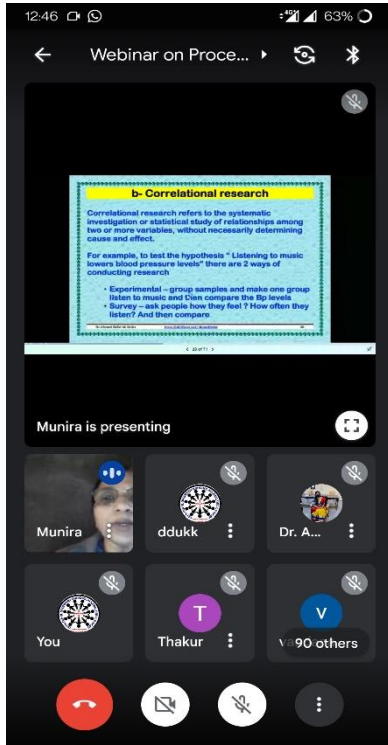 12:46
4G 63%
Webinar on Proce...
b- Correlational research
Correlational research refers to the systematic
investigation or statistical study of relationships among
two or more variables, without necessarily determining
cause and effect.
For example, to test the hypothesis “ Listening to music
lowers blood pressure levels” there are 2 ways of
conducting research
• Experimental – group samples and make one group
listen to music and then compare the Bp levels
• Survey – ask people how they feel ? How often they
listen? And then compare
Munira is presenting
Munira
ddukk
Dr. A...
You
T
Thakur
V
90 others